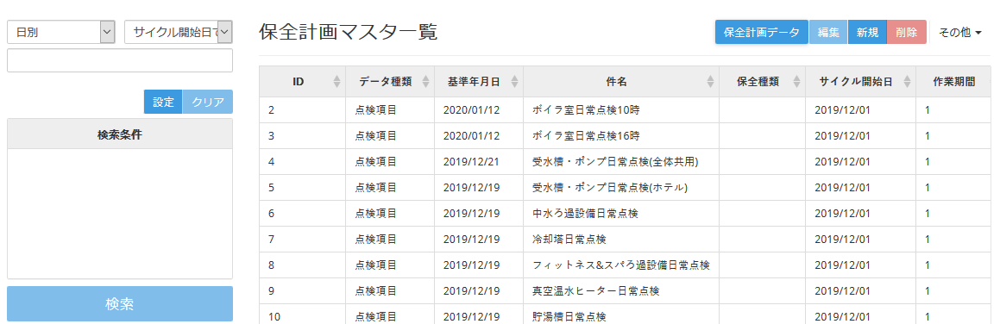 日別 サイクル開始日で
保全計画マスタ一覧
保全計画データ 編集 新規 削除 その他
設定 クリア
検索条件
検索
ID データ種類 基準年月日 件名 保全種類 サイクル開始日 作業期間
2 点検項目 2020/01/12 ボイラ室日常点検10時 2019/12/01 1
3 点検項目 2020/01/12 ボイラ室日常点検16時 2019/12/01 1
4 点検項目 2019/12/21 受水槽・ポンプ日常点検(全体共用) 2019/12/01 1
5 点検項目 2019/12/19 受水槽・ポンプ日常点検(ホテル) 2019/12/01 1
6 点検項目 2019/12/19 中水ろ過設備日常点検 2019/12/01 1
7 点検項目 2019/12/19 冷却塔日常点検 2019/12/01 1
8 点検項目 2019/12/19 フィットネス&スパろ過設備日常点検 2019/12/01 1
9 点検項目 2019/12/19 真空温水ヒーター日常点検 2019/12/01 1
10 点検項目 2019/12/19 貯湯槽日常点検 2019/12/01 1